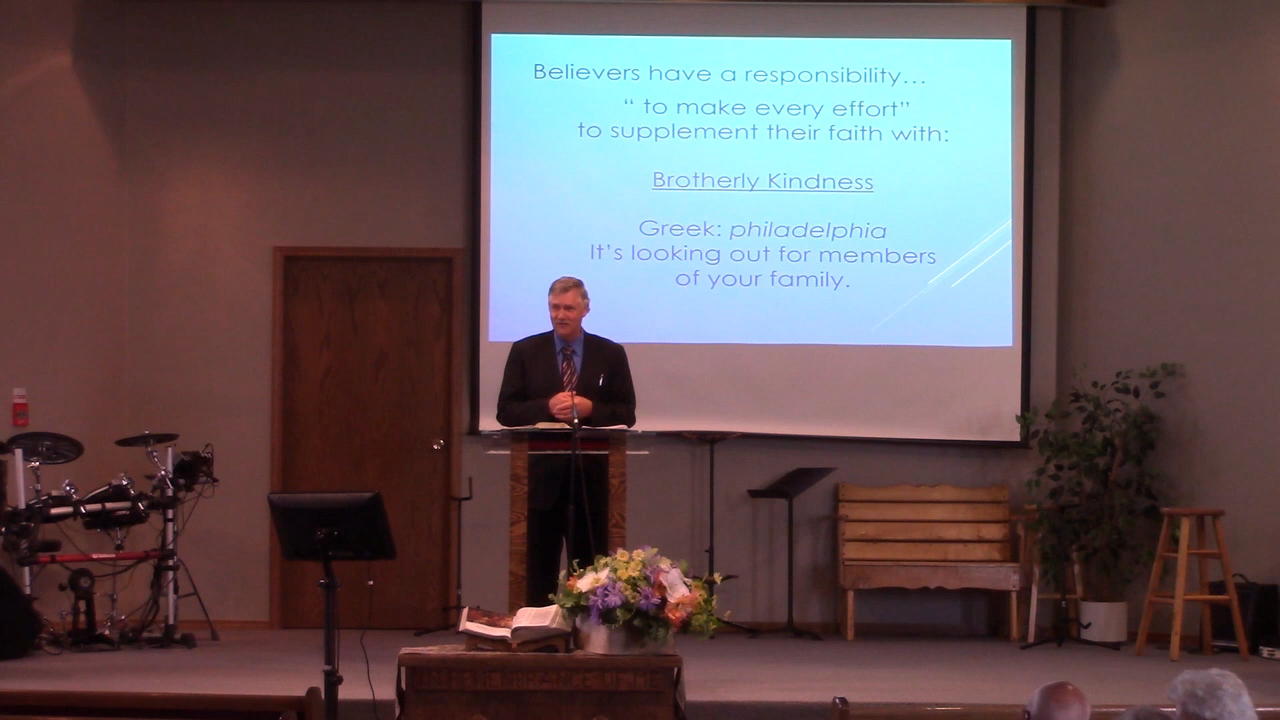 Believers have a responsibility…
“ to make every effort”
to supplement their faith with:
Brotherly Kindness
Greek: philadelphia
It’s looking out for members
of your family.